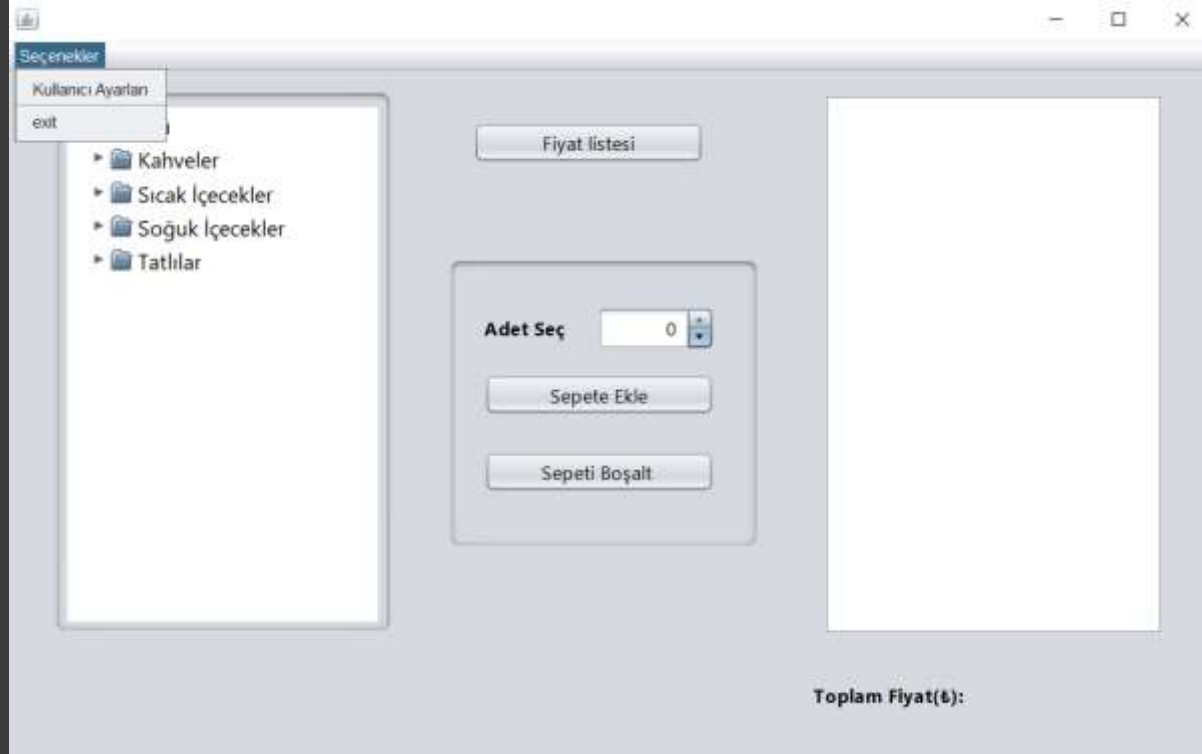 Seçenekler
Kullanıcı Ayarları
exit
Kahveler
Sıcak İçecekler
Soğuk İçecekler
Tatlılar
Fiyat listesi
Adet Seç
0
Sepete Ekle
Sepeti Boşalt
Toplam Fiyat(₺):